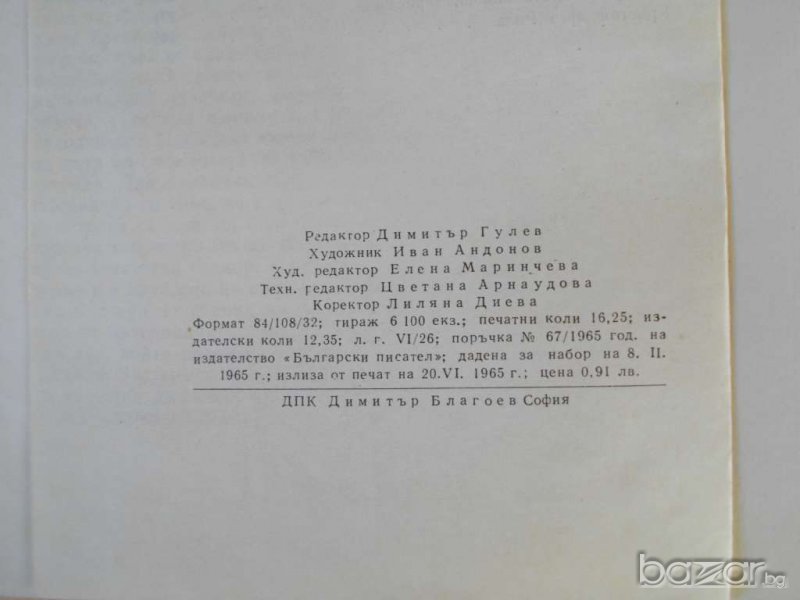 Редактор Димитър Гулев
Художник Иван Андонов
Худ. редактор Елена Маринчева
Техн. редактор Цветана Арнаудова
Коректор Лиляна Диева
Формат 84/108/32; тираж 6 100 екз.; печатни коли 16,25; из-
дателски коли 12,35; л. г. VI/26; поръчка № 67/1965 год. на
издателство «Български писател»; дадена за набор на 8. II.
1965 г.; излиза от печат на 20.VI. 1965 г.; цена 0,91 лв.
ДПК Димитър Благоев София
bazar.bg